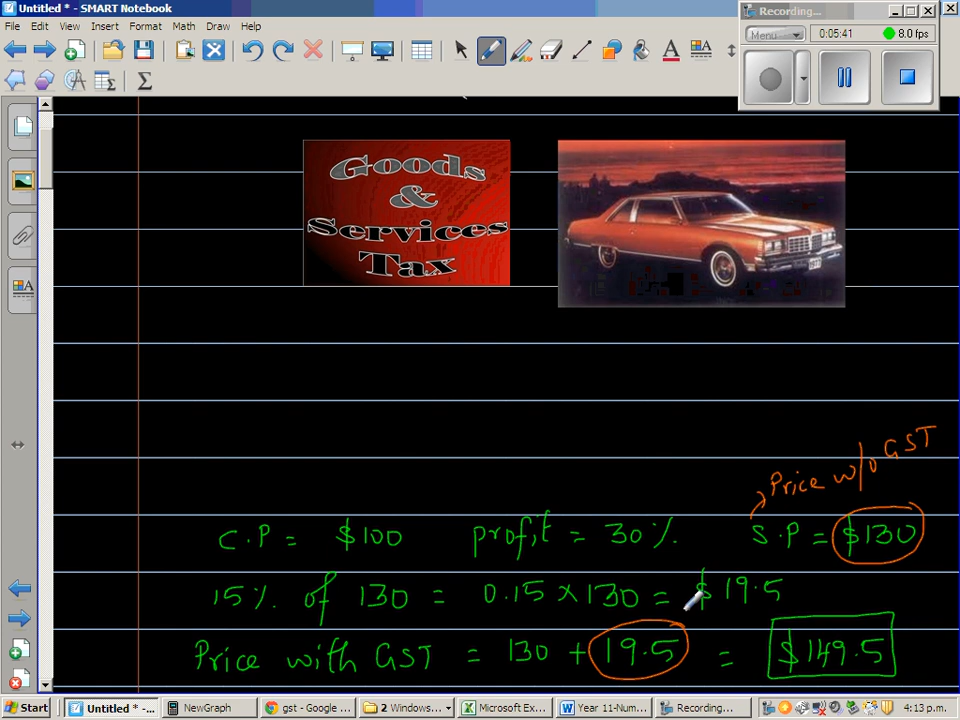 Untitled * - SMART Notebook
File Edit View Insert Format Math Draw Help
Recording...
Menu 0:05:41 8.0 fps
Goods
&
Services
Tax
Price w/o GST
C.P = $100 profit = 30% S.P = $130
15% of 130 = 0.15 × 130 = $19.5
Price with GST = 130 + 19.5 = $149.5
Start Untitled * -... NewGraph gst - Google ... 2 Windows... Microsoft Ex... Year 11-Num... Recording... 4:13 p.m.